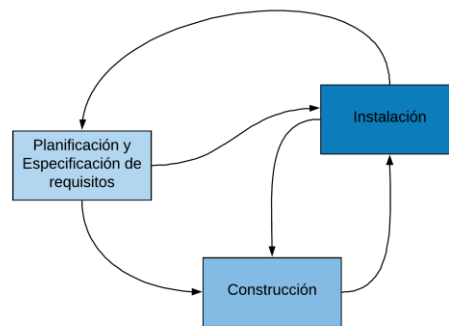 Instalación
Planificación y
Especificación de
requisitos
Construcción